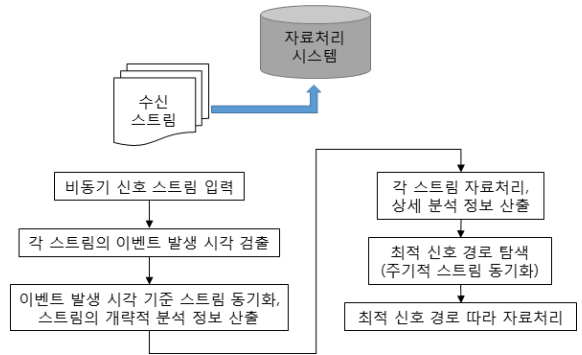 자료처리
시스템
수신
스트림
비동기 신호 스트림 입력
각 스트림의 이벤트 발생 시각 검출
이벤트 발생 시각 기준 스트림 동기화,
스트림의 개략적 분석 정보 산출
각 스트림 자료처리,
상세 분석 정보 산출
최적 신호 경로 탐색
(주기적 스트림 동기화)
최적 신호 경로 따라 자료처리